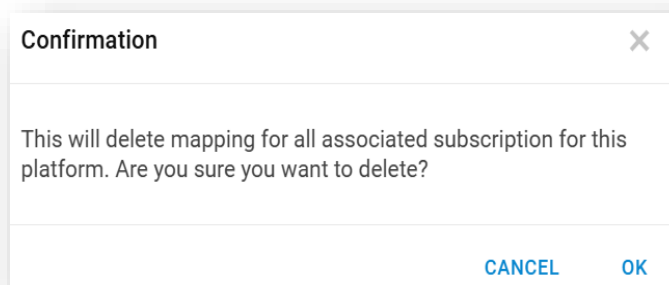 Confirmation
This will delete mapping for all associated subscription for this
platform. Are you sure you want to delete?
CANCEL OK